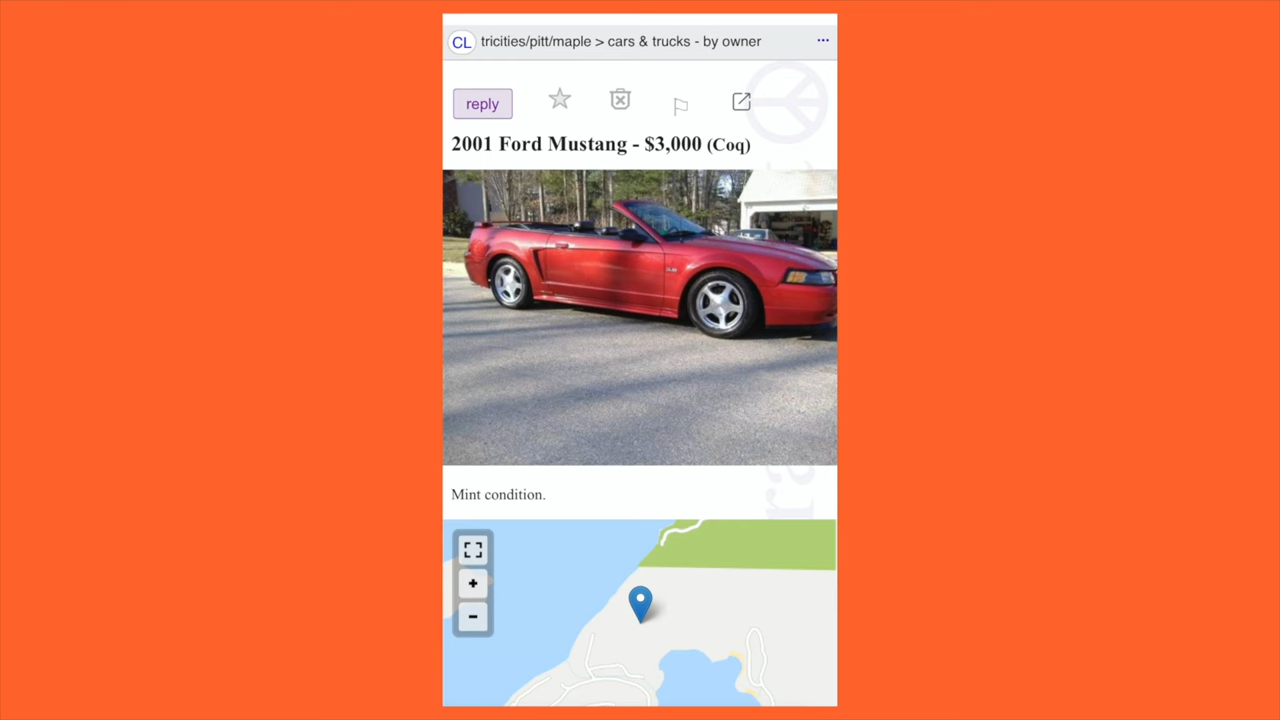 CL tricities/pitt/maple > cars & trucks - by owner ...
reply
2001 Ford Mustang - $3,000 (Coq)
Mint condition.
+
-